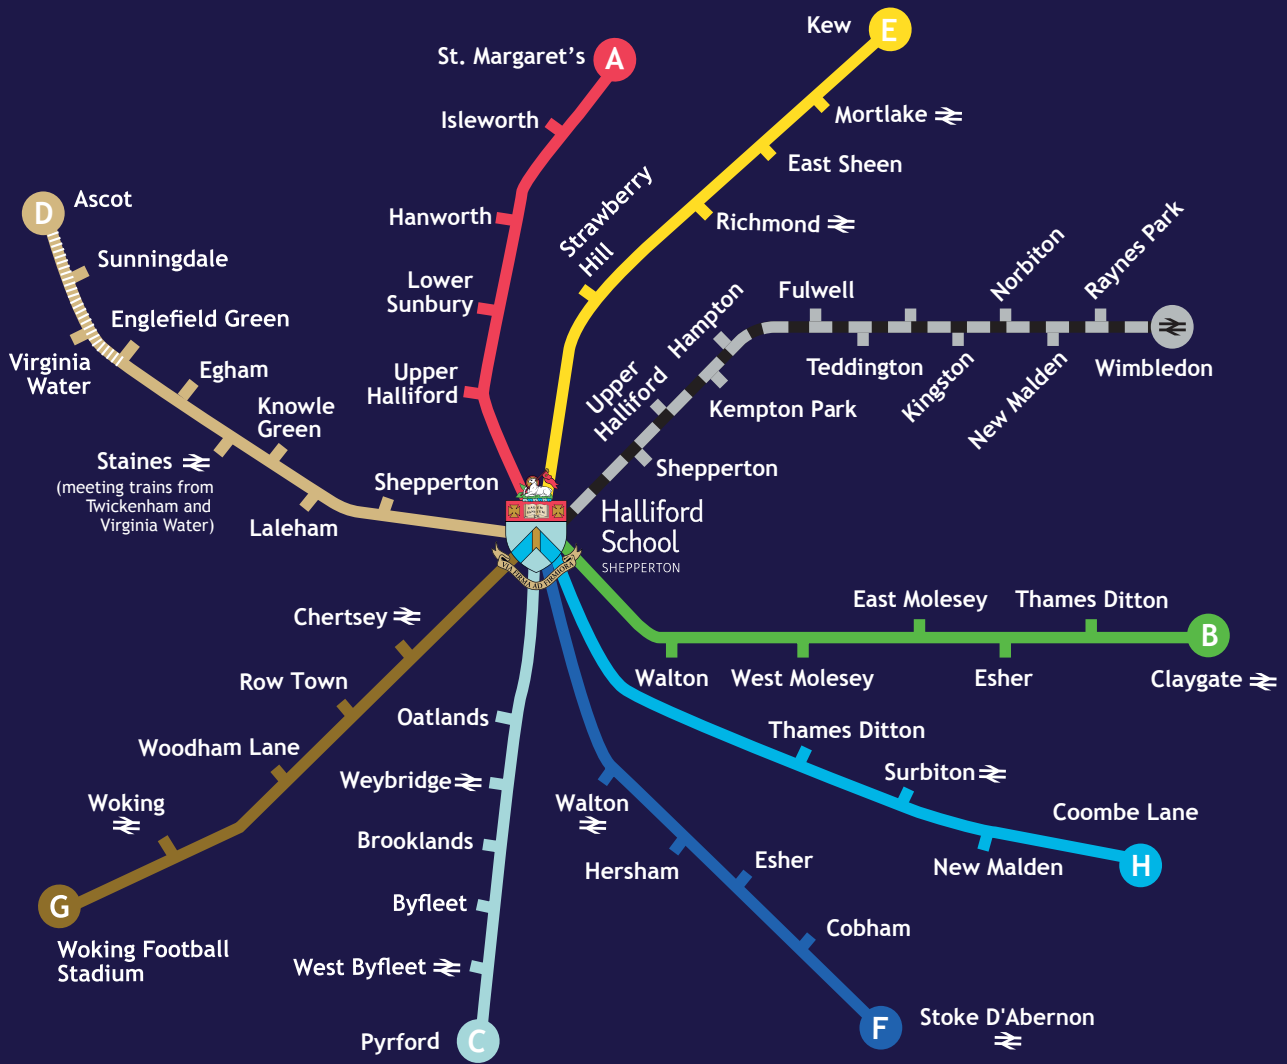 Kew
E
St. Margaret's
A
Isleworth
Mortlake
East Sheen
Strawberry
Hill
Richmond
Hanworth
D
Ascot
Sunningdale
Lower
Sunbury
Englefield Green
Virginia
Water
Egham
Upper
Halliford
Knowle
Green
Staines
(meeting trains from
Twickenham and
Virginia Water)
Laleham
Shepperton
Hampton
Fulwell
Norbiton
Raynes Park
Upper
Halliford
Teddington
Kingston
New Malden
Wimbledon
Kempton Park
Shepperton
Halliford
School
SHEPPERTON
VIA FIRMA AD FIRMIORA
Chertsey
Row Town
Woodham Lane
Woking
G
Woking Football
Stadium
East Molesey
Thames Ditton
B
Walton
West Molesey
Esher
Claygate
Oatlands
Weybridge
Brooklands
Byfleet
West Byfleet
Pyrford
C
Thames Ditton
Surbiton
Coombe Lane
New Malden
H
Walton
Hersham
Esher
Cobham
F
Stoke D'Abernon